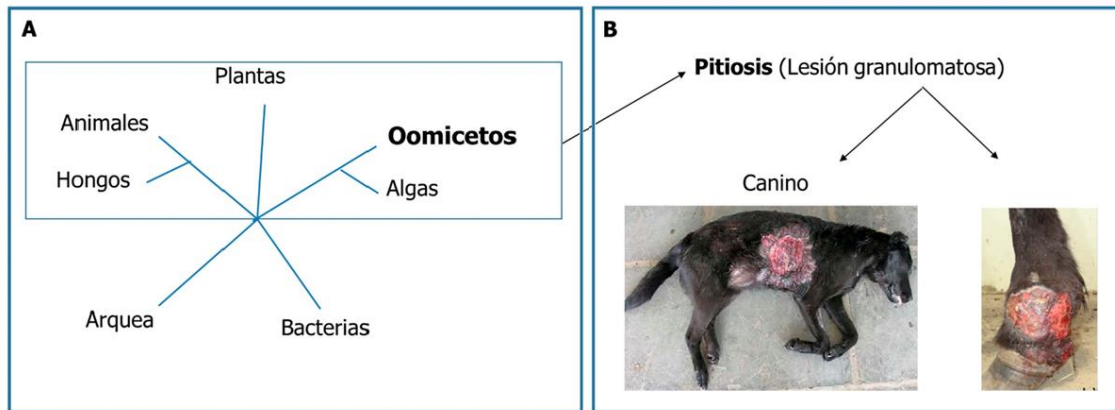 A
Plantas
Animales
Oomicetos
Hongos
Algas
Arquea
Bacterias
B
Pitiosis (Lesión granulomatosa)
Canino